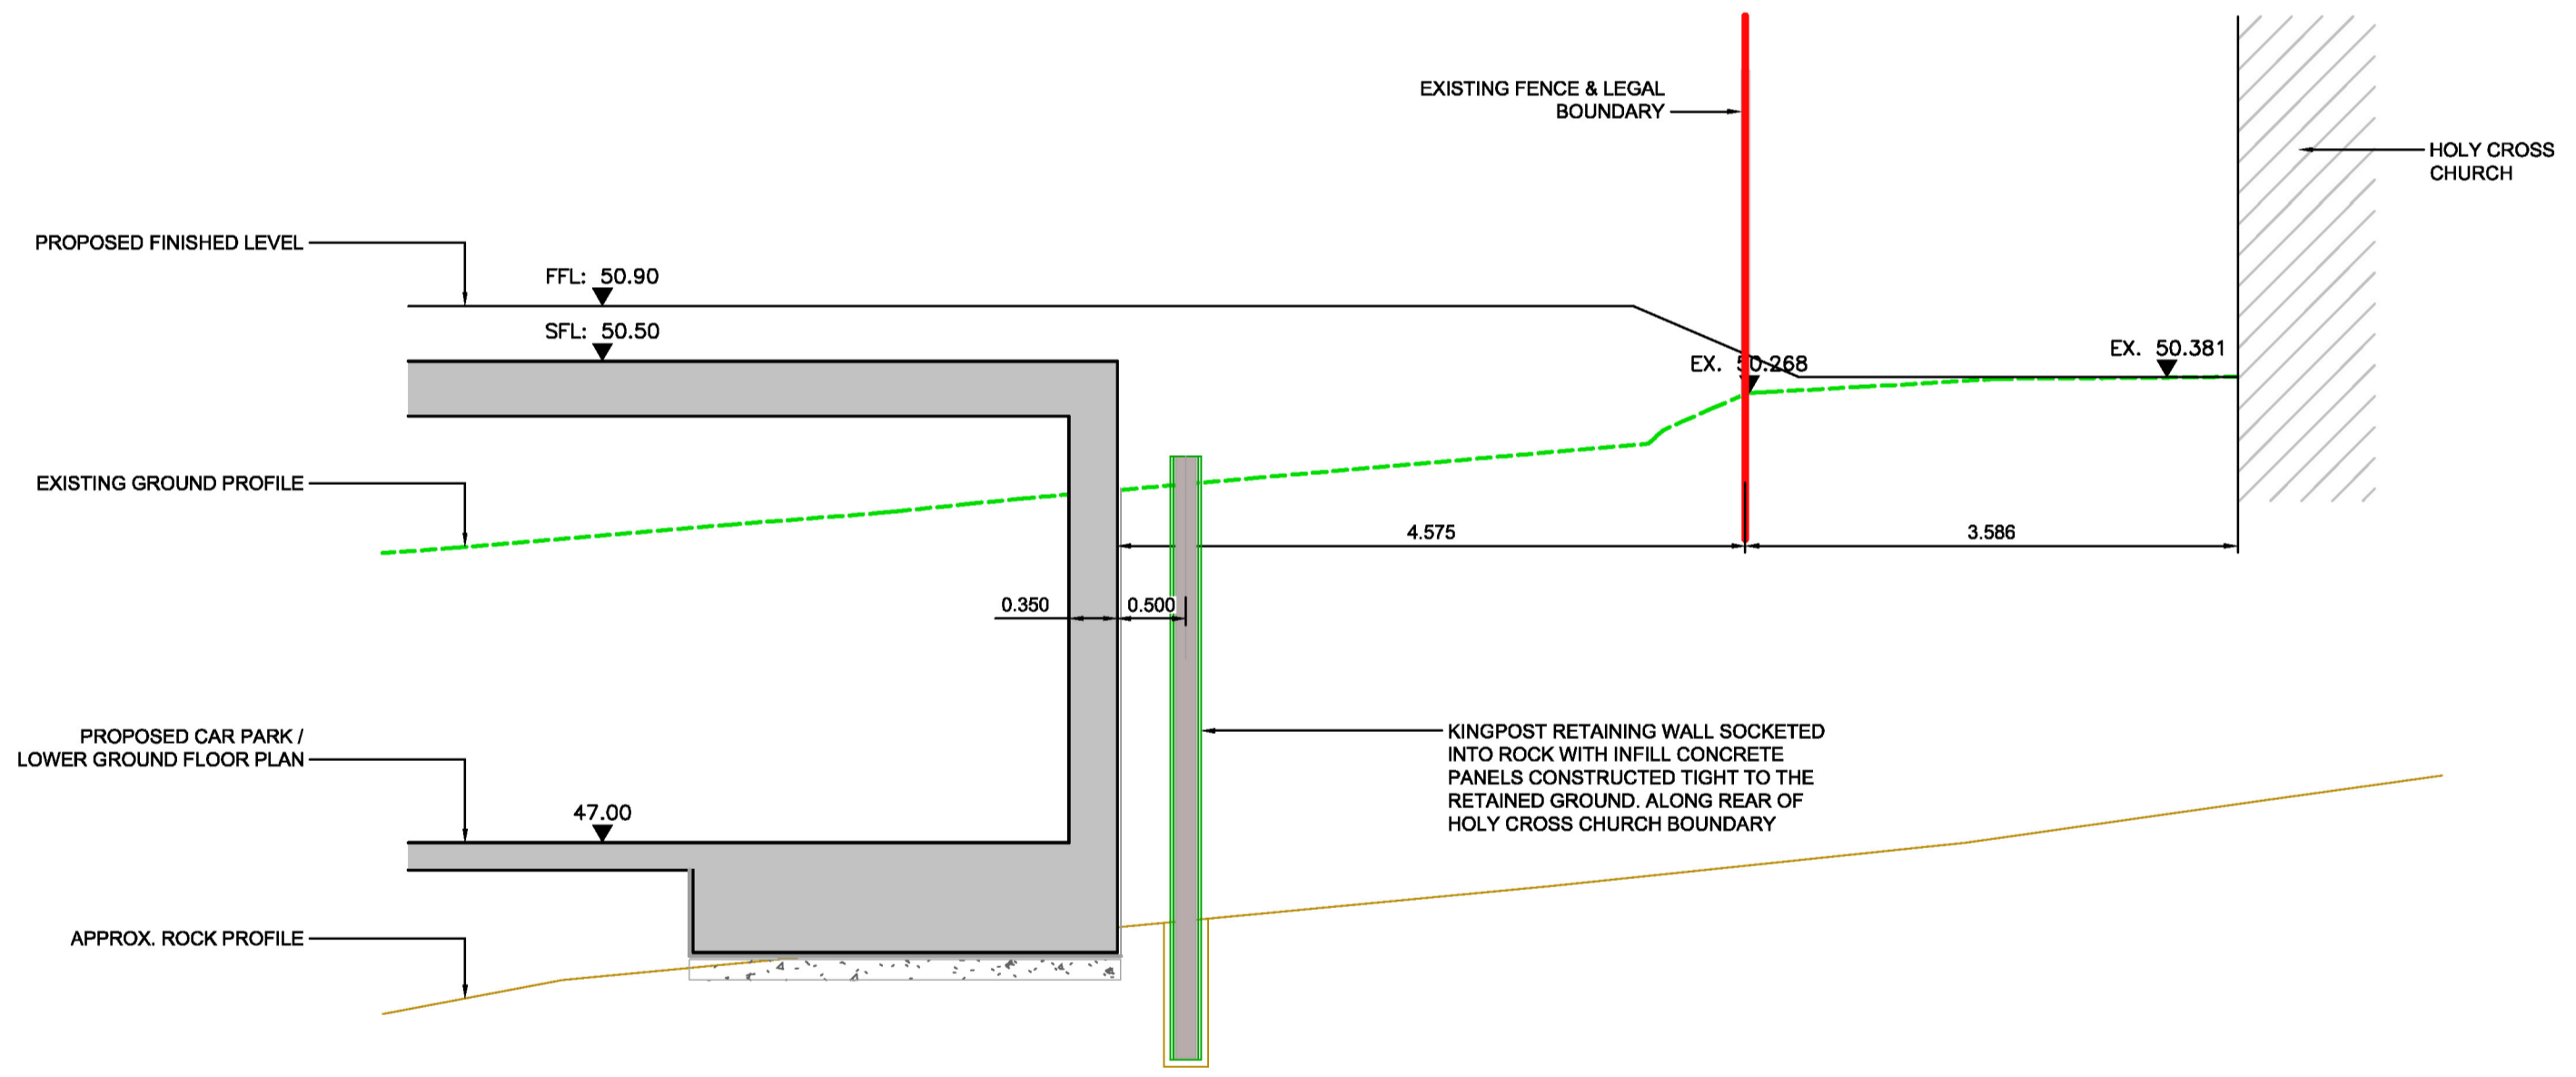 EXISTING FENCE & LEGAL
BOUNDARY
HOLY CROSS
CHURCH
PROPOSED FINISHED LEVEL
FFL: 50.90
SFL: 50.50
EX. 50.268
EX. 50.381
EXISTING GROUND PROFILE
4.575
3.586
0.350
0.500
PROPOSED CAR PARK /
LOWER GROUND FLOOR PLAN
KINGPOST RETAINING WALL SOCKETED
INTO ROCK WITH INFILL CONCRETE
PANELS CONSTRUCTED TIGHT TO THE
RETAINED GROUND. ALONG REAR OF
HOLY CROSS CHURCH BOUNDARY
47.00
APPROX. ROCK PROFILE